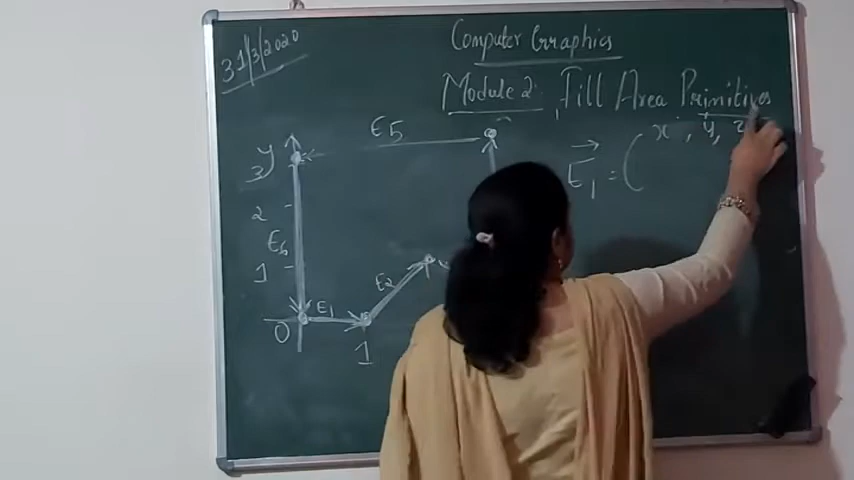 31/3/2020
Computer Graphics
Module 2 Fill Area Primitives
x, y, z
E1 = (
E5
y
3
2
E6
1
E2
E1
0
1